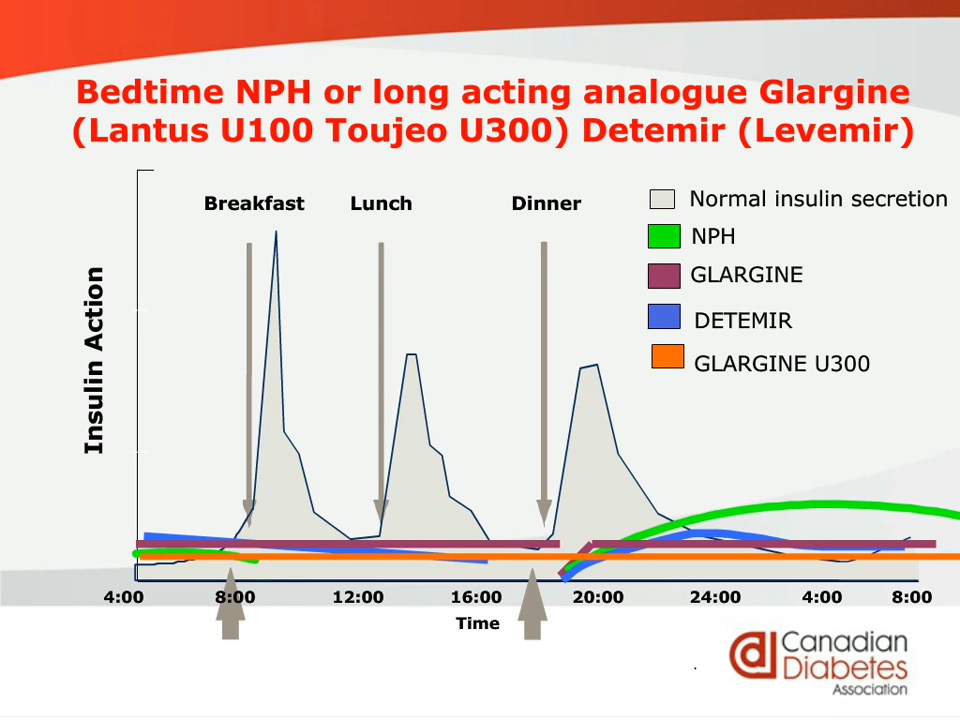 Bedtime NPH or long acting analogue Glargine
(Lantus U100 Toujeo U300) Detemir (Levemir)
Breakfast Lunch Dinner
Normal insulin secretion
NPH
GLARGINE
DETEMIR
GLARGINE U300
Insulin Action
4:00 8:00 12:00 16:00 20:00 24:00 4:00 8:00
Time
.
Canadian
Diabetes
Association